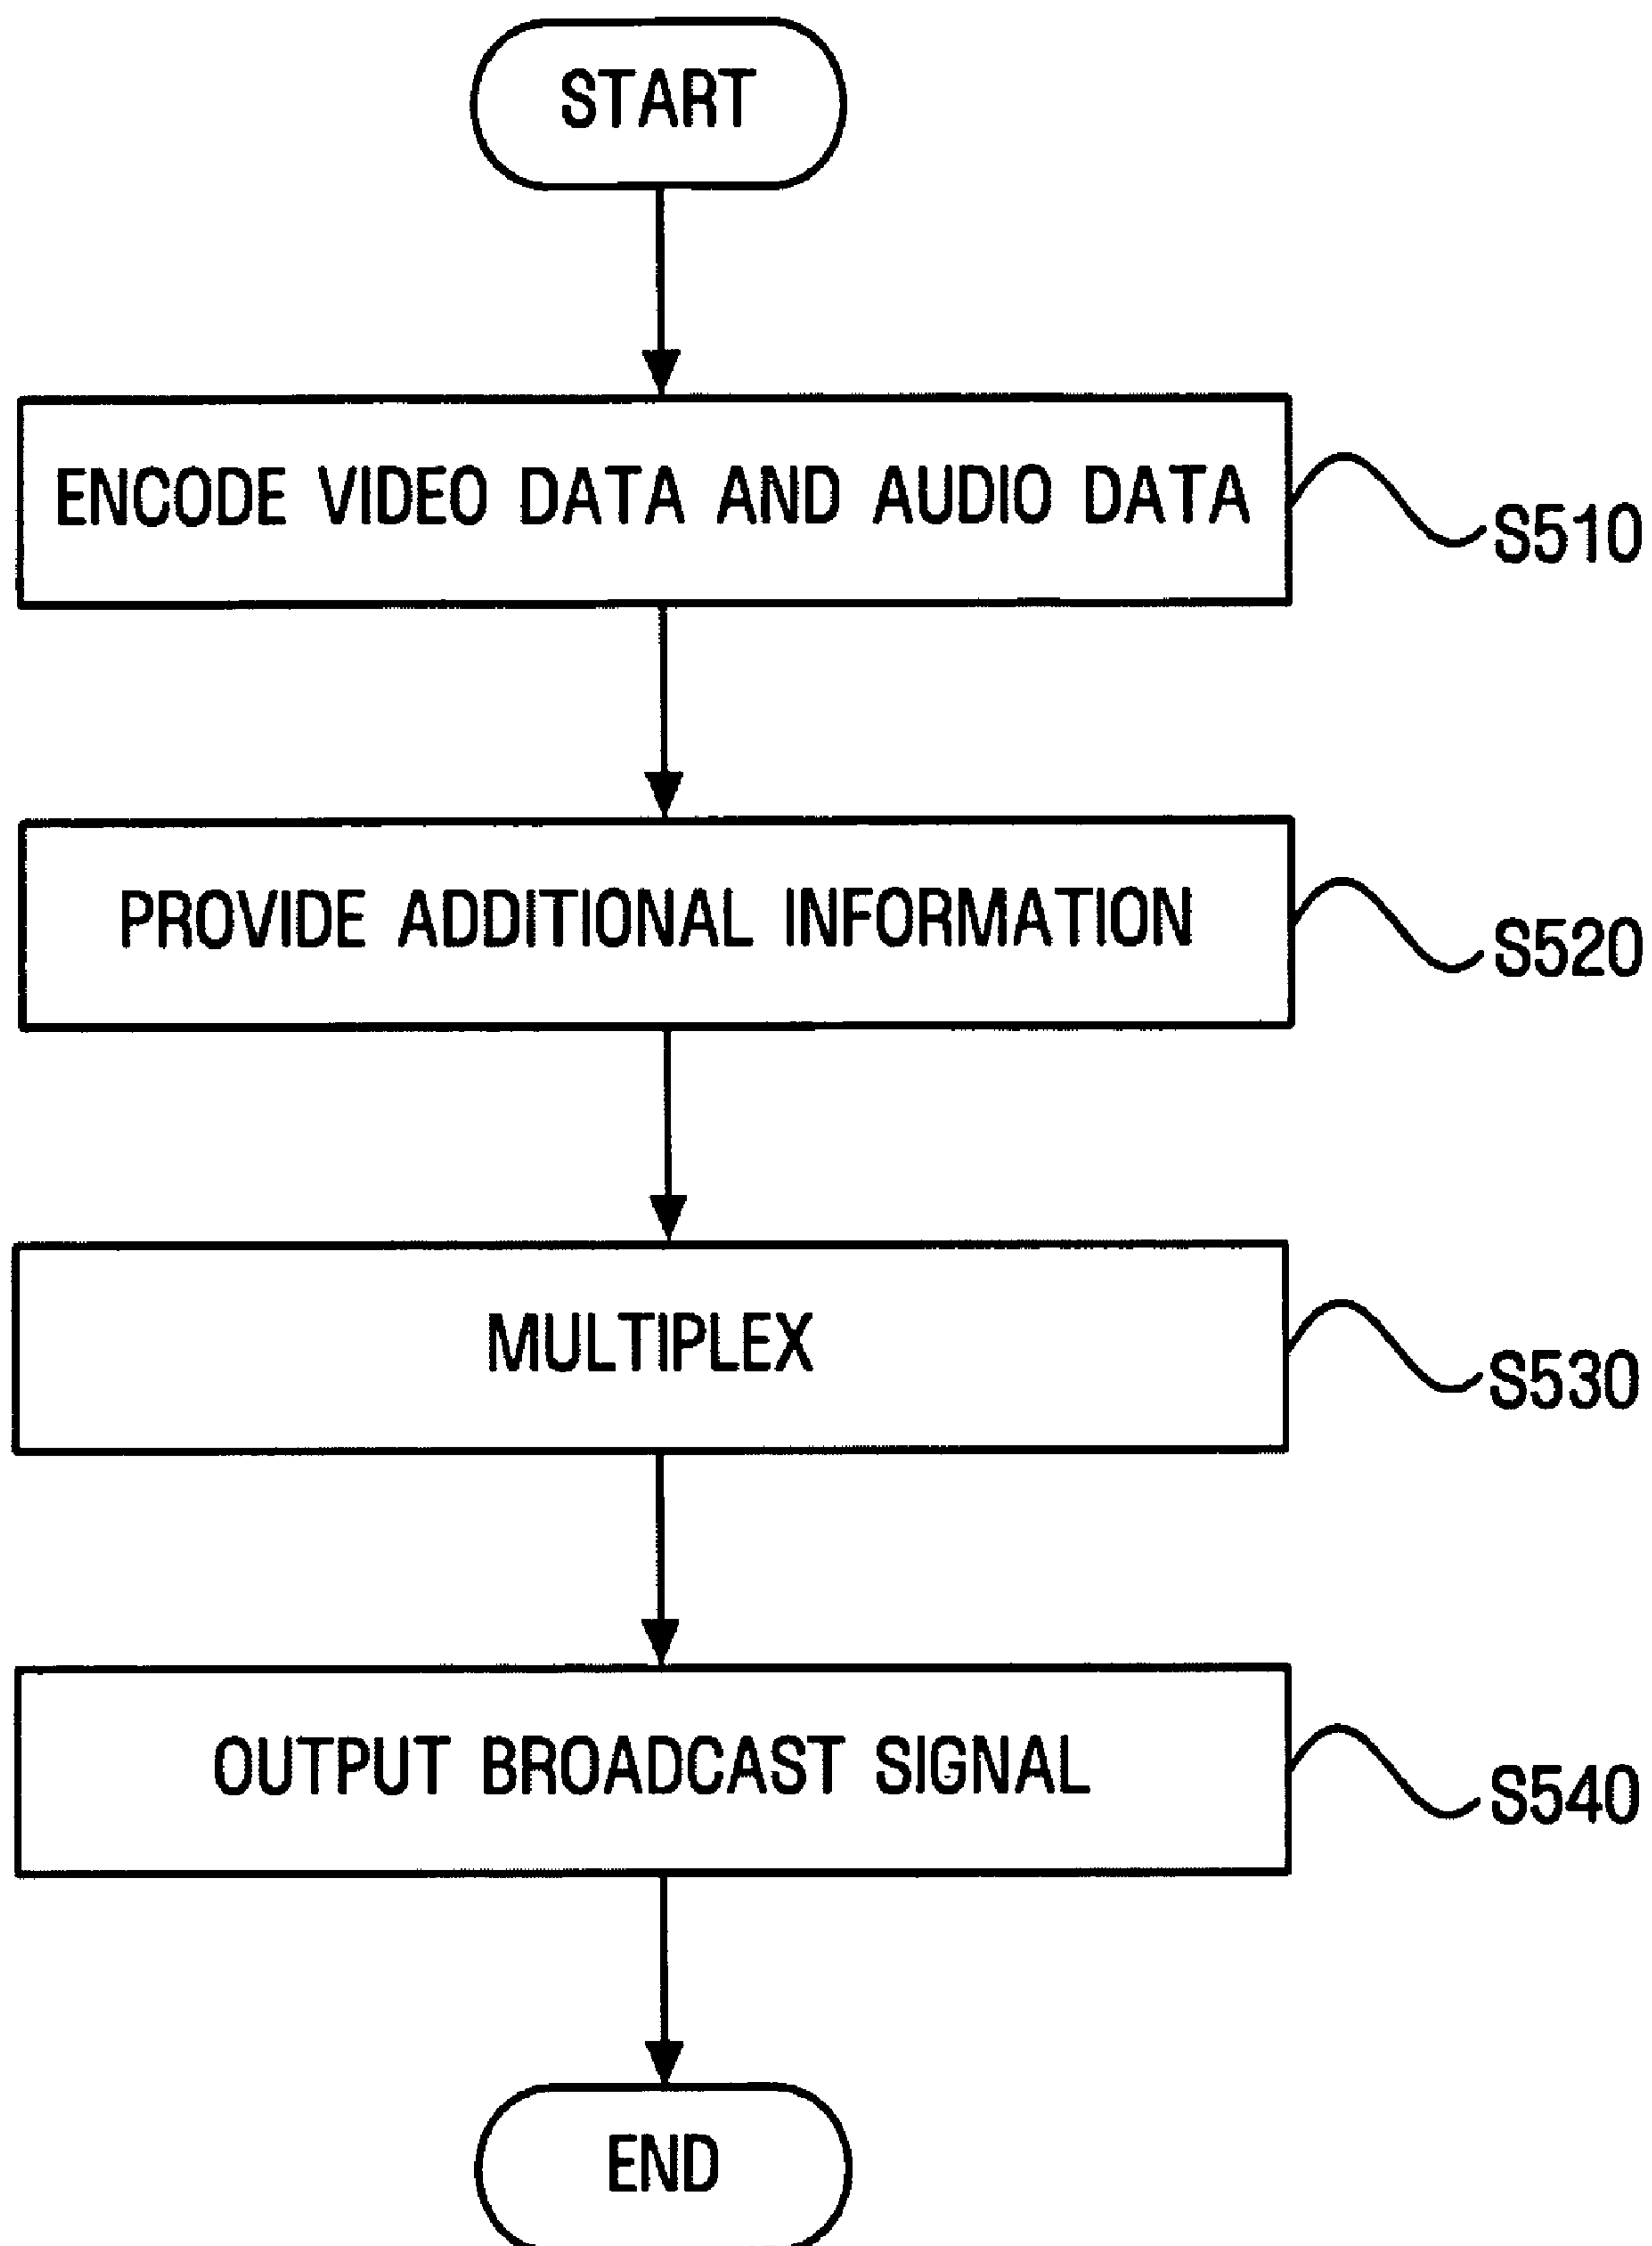 START
ENCODE VIDEO DATA AND AUDIO DATA
S510
PROVIDE ADDITIONAL INFORMATION
S520
MULTIPLEX
S530
OUTPUT BROADCAST SIGNAL
S540
END